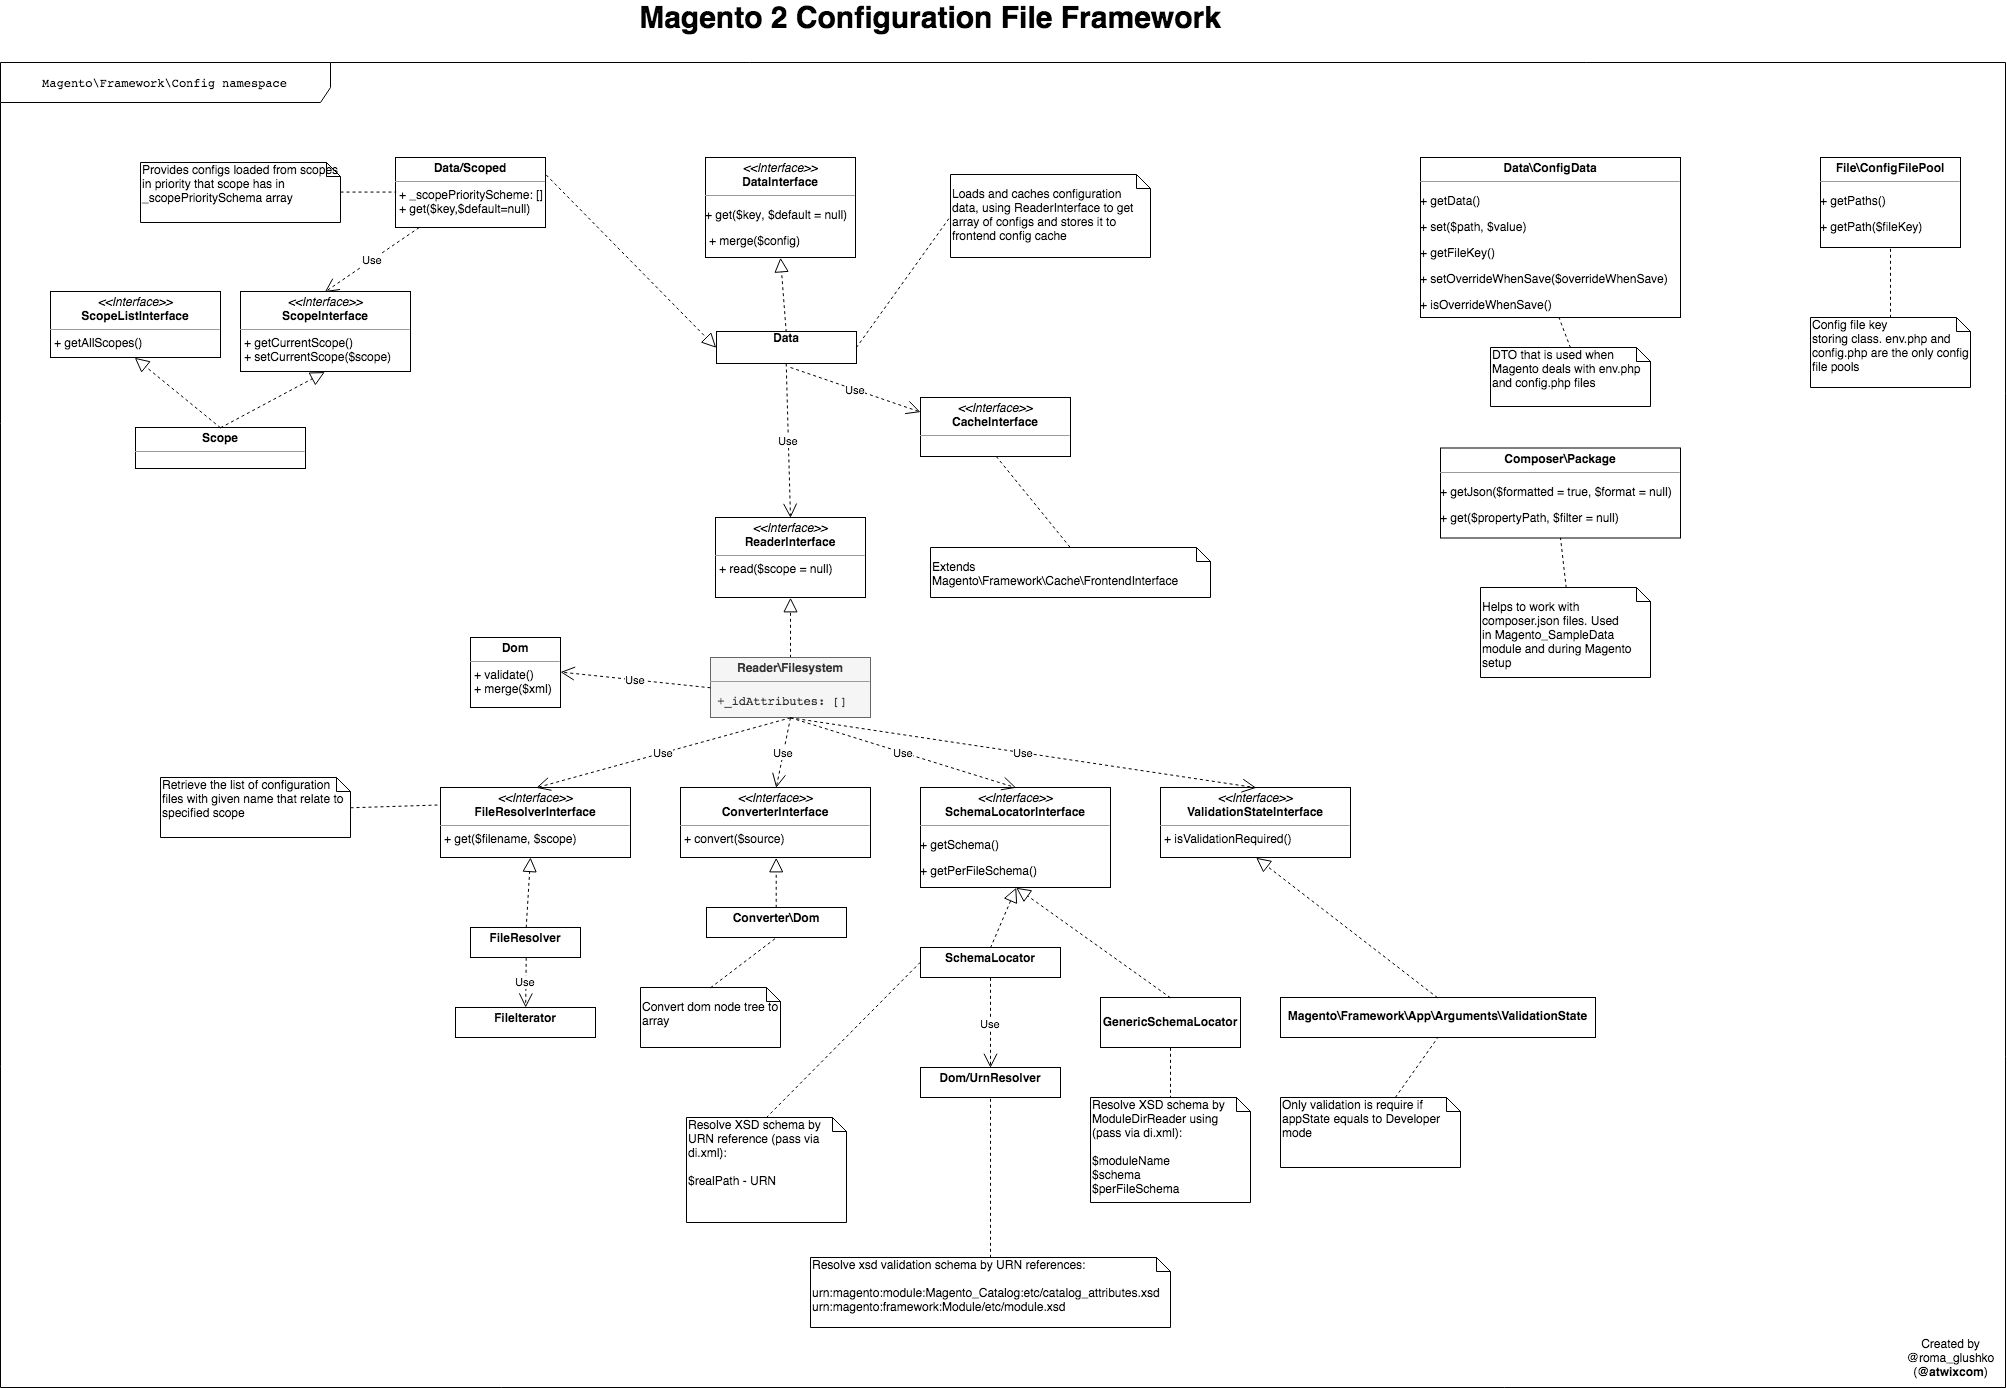 Magento 2 Configuration File Framework
Magento\Framework\Config namespace
Provides configs loaded from scopes
in priority that scope has in
_scopePrioritySchema array
Data/Scoped
+ _scopePriorityScheme: []
+ get($key,$default=null)
<<Interface>>
DataInterface
+ get($key, $default = null)
+ merge($config)
Loads and caches configuration
data, using ReaderInterface to get
array of configs and stores it to
frontend config cache
Data\ConfigData
+ getData()
+ set($path, $value)
+ getFileKey()
+ setOverrideWhenSave($overrideWhenSave)
+ isOverrideWhenSave()
File\ConfigFilePool
+ getPaths()
+ getPath($fileKey)
Use
<<Interface>>
ScopeListInterface
+ getAllScopes()
<<Interface>>
ScopeInterface
+ getCurrentScope()
+ setCurrentScope($scope)
Data
Config file key
storing class. env.php and
config.php are the only config
file pools
DTO that is used when
Magento deals with env.php
and config.php files
Use
<<Interface>>
CacheInterface
Scope
Use
Composer\Package
+ getJson($formatted = true, $format = null)
+ get($propertyPath, $filter = null)
<<Interface>>
ReaderInterface
+ read($scope = null)
Extends
Magento\Framework\Cache\FrontendInterface
Helps to work with
composer.json files. Used
in Magento_SampleData
module and during Magento
setup
Dom
+ validate()
+ merge($xml)
Use
Reader\Filesystem
+_idAttributes: []
Use
Use
Use
Use
Retrieve the list of configuration
files with given name that relate to
specified scope
<<Interface>>
FileResolverInterface
+ get($filename, $scope)
<<Interface>>
ConverterInterface
+ convert($source)
<<Interface>>
SchemaLocatorInterface
+ getSchema()
+ getPerFileSchema()
<<Interface>>
ValidationStateInterface
+ isValidationRequired()
FileResolver
Converter\Dom
SchemaLocator
Use
FileIterator
Convert dom node tree to
array
Use
GenericSchemaLocator
Magento\Framework\App\Arguments\ValidationState
Dom/UrnResolver
Resolve XSD schema by
URN reference (pass via
di.xml):
$realPath - URN
Resolve XSD schema by
ModuleDirReader using
(pass via di.xml):
$moduleName
$schema
$perFileSchema
Only validation is require if
appState equals to Developer
mode
Resolve xsd validation schema by URN references:
urn:magento:module:Magento_Catalog:etc/catalog_attributes.xsd
urn:magento:framework:Module/etc/module.xsd
Created by
@roma_glushko
(@atwixcom)